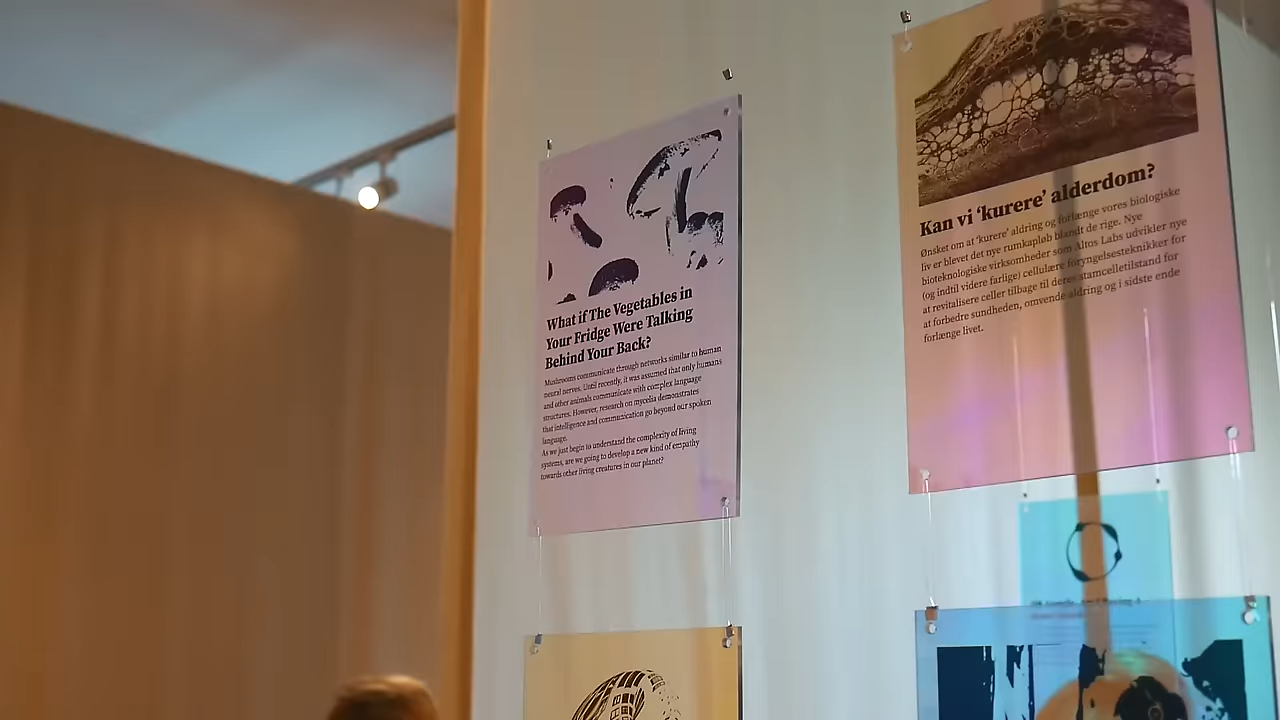 What if The Vegetables in
Your Fridge Were Talking
Behind Your Back?
Mushrooms communicate through networks similar to human
neural nerves. Until recently, it was assumed that only humans
and other animals communicate with complex language
structures. However, research on mycelia demonstrates
that intelligence and communication go beyond our spoken
language.
As we just begin to understand the complexity of living
systems, are we going to develop a new kind of empathy
towards other living creatures in our planet?
Kan vi ‘kurere’ alderdom?
Ønsket om at ‘kurere’ aldring og forlænge vores biologiske
liv er blevet det nye rumkapløb blandt de rige. Nye
bioteknologiske virksomheder som Altos Labs udvikler nye
(og indtil videre farlige) cellulære foryngelsesteknikker for
at revitalisere celler tilbage til deres stamcelletilstand for
at forbedre sundheden, omvende aldring og i sidste ende
forlænge livet.